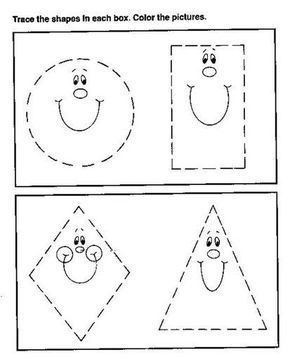 Trace the shapes in each box. Color the pictures.